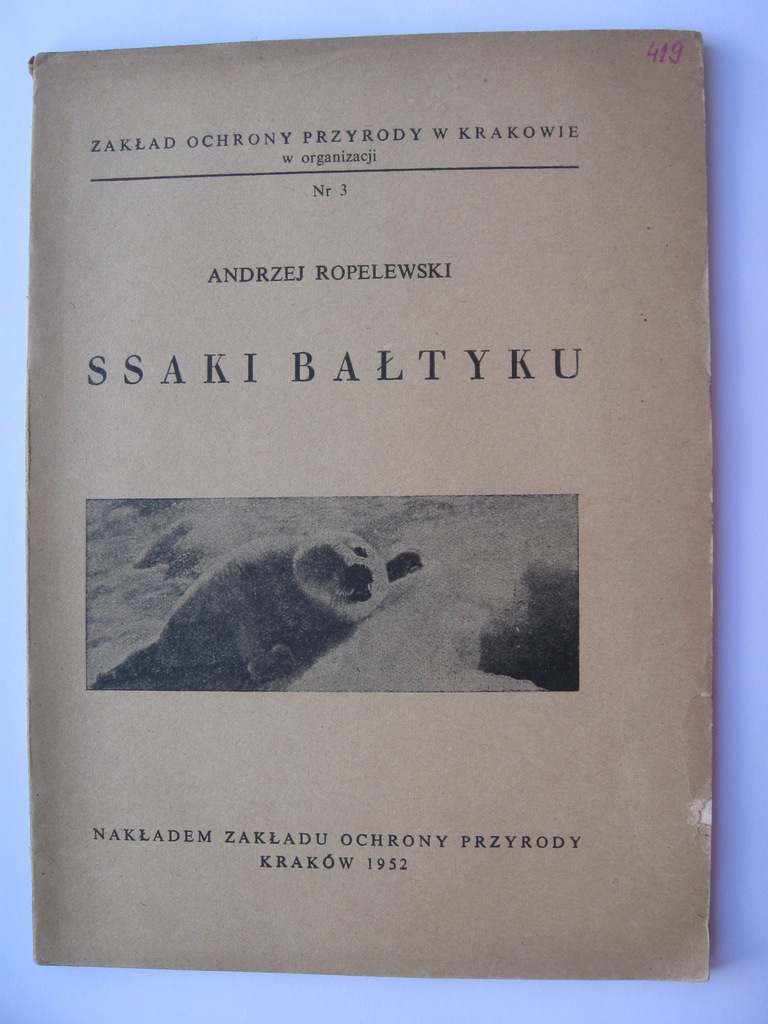 419
ZAKŁAD OCHRONY PRZYRODY W KRAKOWIE
w organizacji
Nr 3
ANDRZEJ ROPELEWSKI
SSAKI BAŁTYKU
NAKŁADEM ZAKŁADU OCHRONY PRZYRODY
KRAKÓW 1952